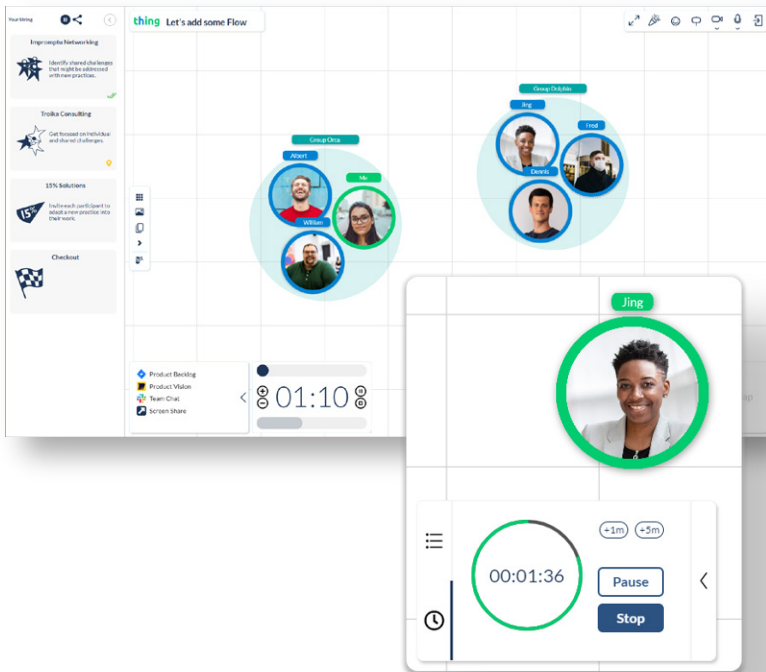 Your thing
thing Let's add some Flow
Impromptu Networking
Identify shared challenges
that might be addressed
with new practices.
Troika Consulting
Get focused on individual
and shared challenges.
15% Solutions
15%
Invite each participant to
adapt a new practice into
their work.
Checkout
Group Orca
Albert
Me
William
Group Dolphin
Jing
Fred
Dennis
Product Backlog
Product Vision
Team Chat
Screen Share
01:10
Jing
+1m +5m
00:01:36
Pause
Stop